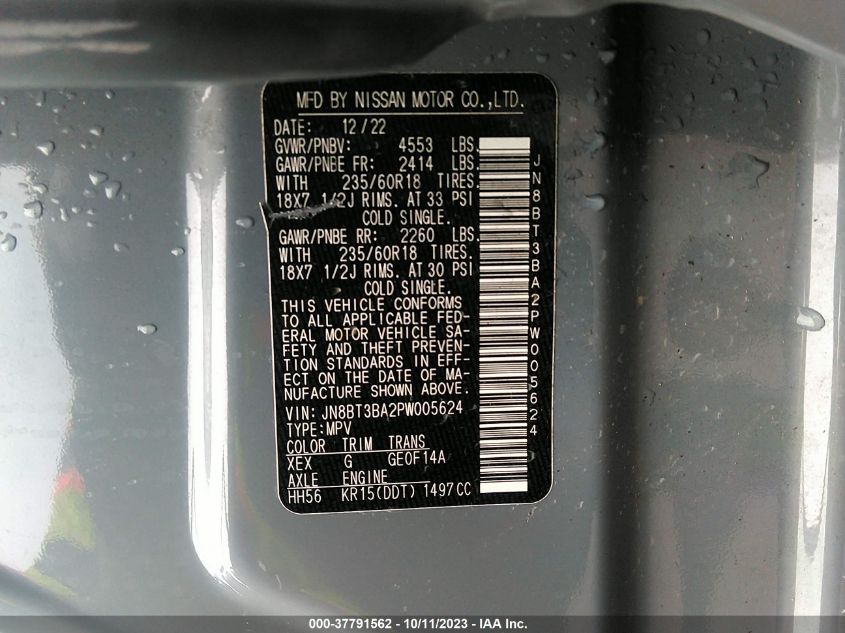 MFD BY NISSAN MOTOR CO.,LTD.
DATE: 12/22
GVWR/PNBV: 4553 LBS.
GAWR/PNBE FR: 2414 LBS.
WITH 235/60R18 TIRES.
18X7 1/2J RIMS. AT 33 PSI
COLD SINGLE.
GAWR/PNBE RR: 2260 LBS.
WITH 235/60R18 TIRES.
18X7 1/2J RIMS. AT 30 PSI
COLD SINGLE.
THIS VEHICLE CONFORMS
TO ALL APPLICABLE FED-
ERAL MOTOR VEHICLE SA-
FETY AND THEFT PREVEN-
TION STANDARDS IN EFF-
ECT ON THE DATE OF MA-
NUFACTURE SHOWN ABOVE.
VIN: JN8BT3BA2PW005624
TYPE: MPV
COLOR TRIM TRANS
XEX G GE0F14A
AXLE ENGINE
HH56 KR15(DDT) 1497CC
JN8BT3BA2PW005624
000-37791562 - 10/11/2023 - IAA Inc.